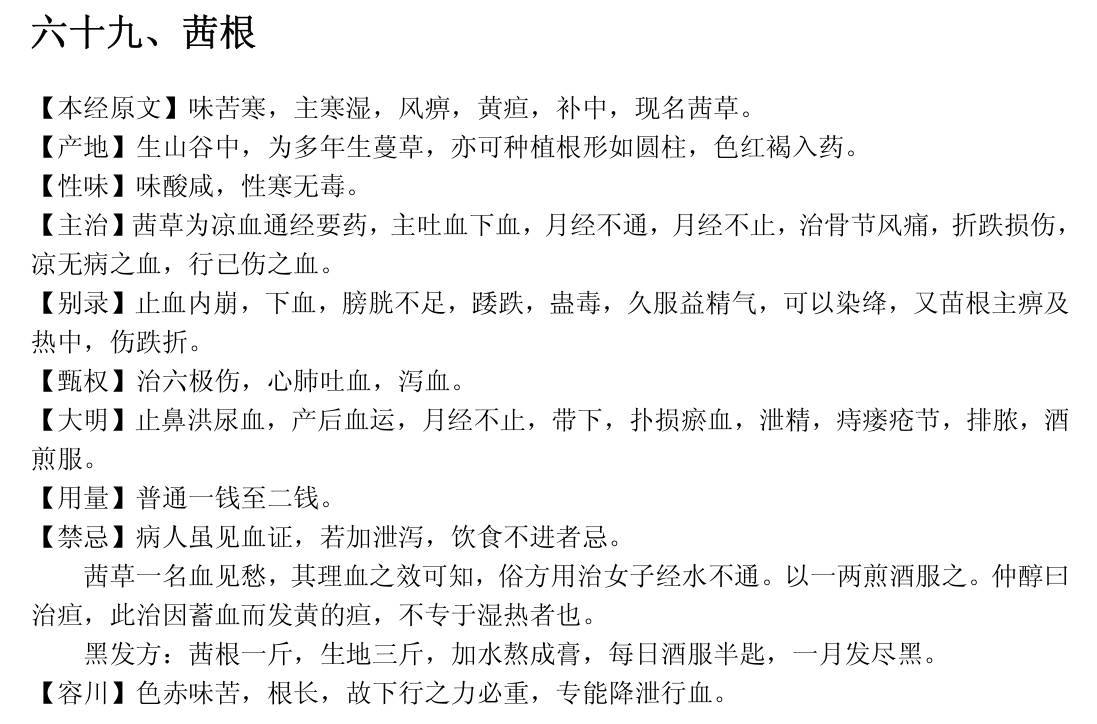 六十九、茜根
【本经原文】味苦寒，主寒湿，风痹，黄疸，补中，现名茜草。
【产地】生山谷中，为多年生蔓草，亦可种植根形如圆柱，色红褐入药。
【性味】味酸咸，性寒无毒。
【主治】茜草为凉血通经要药，主吐血下血，月经不通，月经不止，治骨节风痛，折跌损伤，
凉无病之血，行已伤之血。
【别录】止血内崩，下血，膀胱不足，踒跌，蛊毒，久服益精气，可以染绛，又苗根主痹及
热中，伤跌折。
【甄权】治六极伤，心肺吐血，泻血。
【大明】止鼻洪尿血，产后血运，月经不止，带下，扑损瘀血，泄精，痔瘘疮节，排脓，酒
煎服。
【用量】普通一钱至二钱。
【禁忌】病人虽见血证，若加泄泻，饮食不进者忌。
茜草一名血见愁，其理血之效可知，俗方用治女子经水不通。以一两煎酒服之。仲醇曰
治疸，此治因蓄血而发黄的疸，不专于湿热者也。
黑发方：茜根一斤，生地三斤，加水熬成膏，每日酒服半匙，一月发尽黑。
【容川】色赤味苦，根长，故下行之力必重，专能降泄行血。